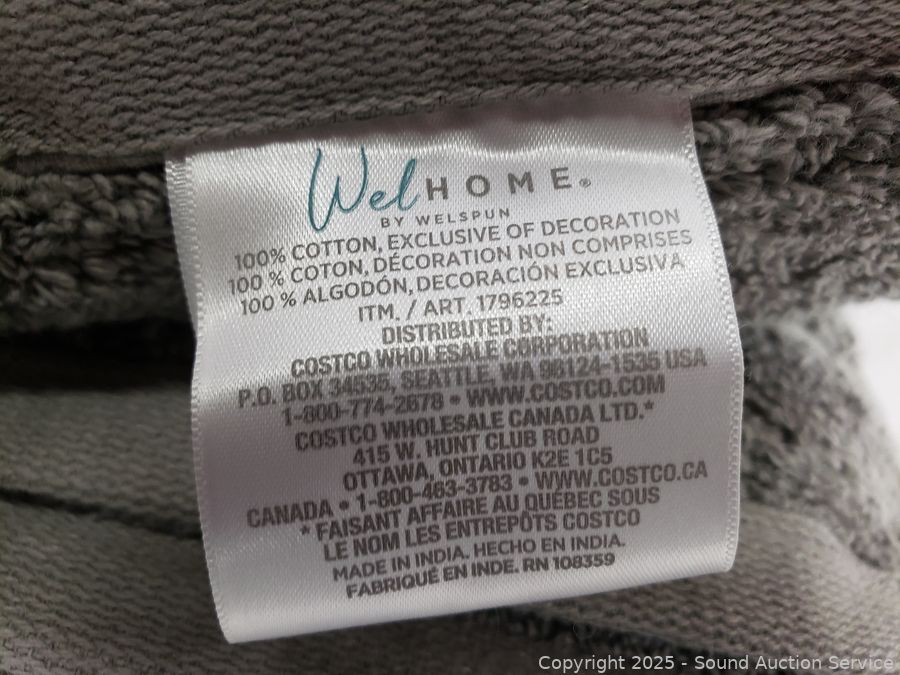 WelHOME®
BY WELSPUN
100% COTTON, EXCLUSIVE OF DECORATION
100 % COTON, DÉCORATION NON COMPRISES
100 % ALGODÓN, DECORACIÓN EXCLUSIVA
ITM. / ART. 1796225
DISTRIBUTED BY:
COSTCO WHOLESALE CORPORATION
P.O. BOX 34535, SEATTLE, WA 98124-1535 USA
1-800-774-2678 • WWW.COSTCO.COM
COSTCO WHOLESALE CANADA LTD.*
415 W. HUNT CLUB ROAD
OTTAWA, ONTARIO K2E 1C5
CANADA • 1-800-463-3783 • WWW.COSTCO.CA
* FAISANT AFFAIRE AU QUÉBEC SOUS
LE NOM LES ENTREPÔTS COSTCO
MADE IN INDIA. HECHO EN INDIA.
FABRIQUÉ EN INDE. RN 108359
Copyright 2025 - Sound Auction Service